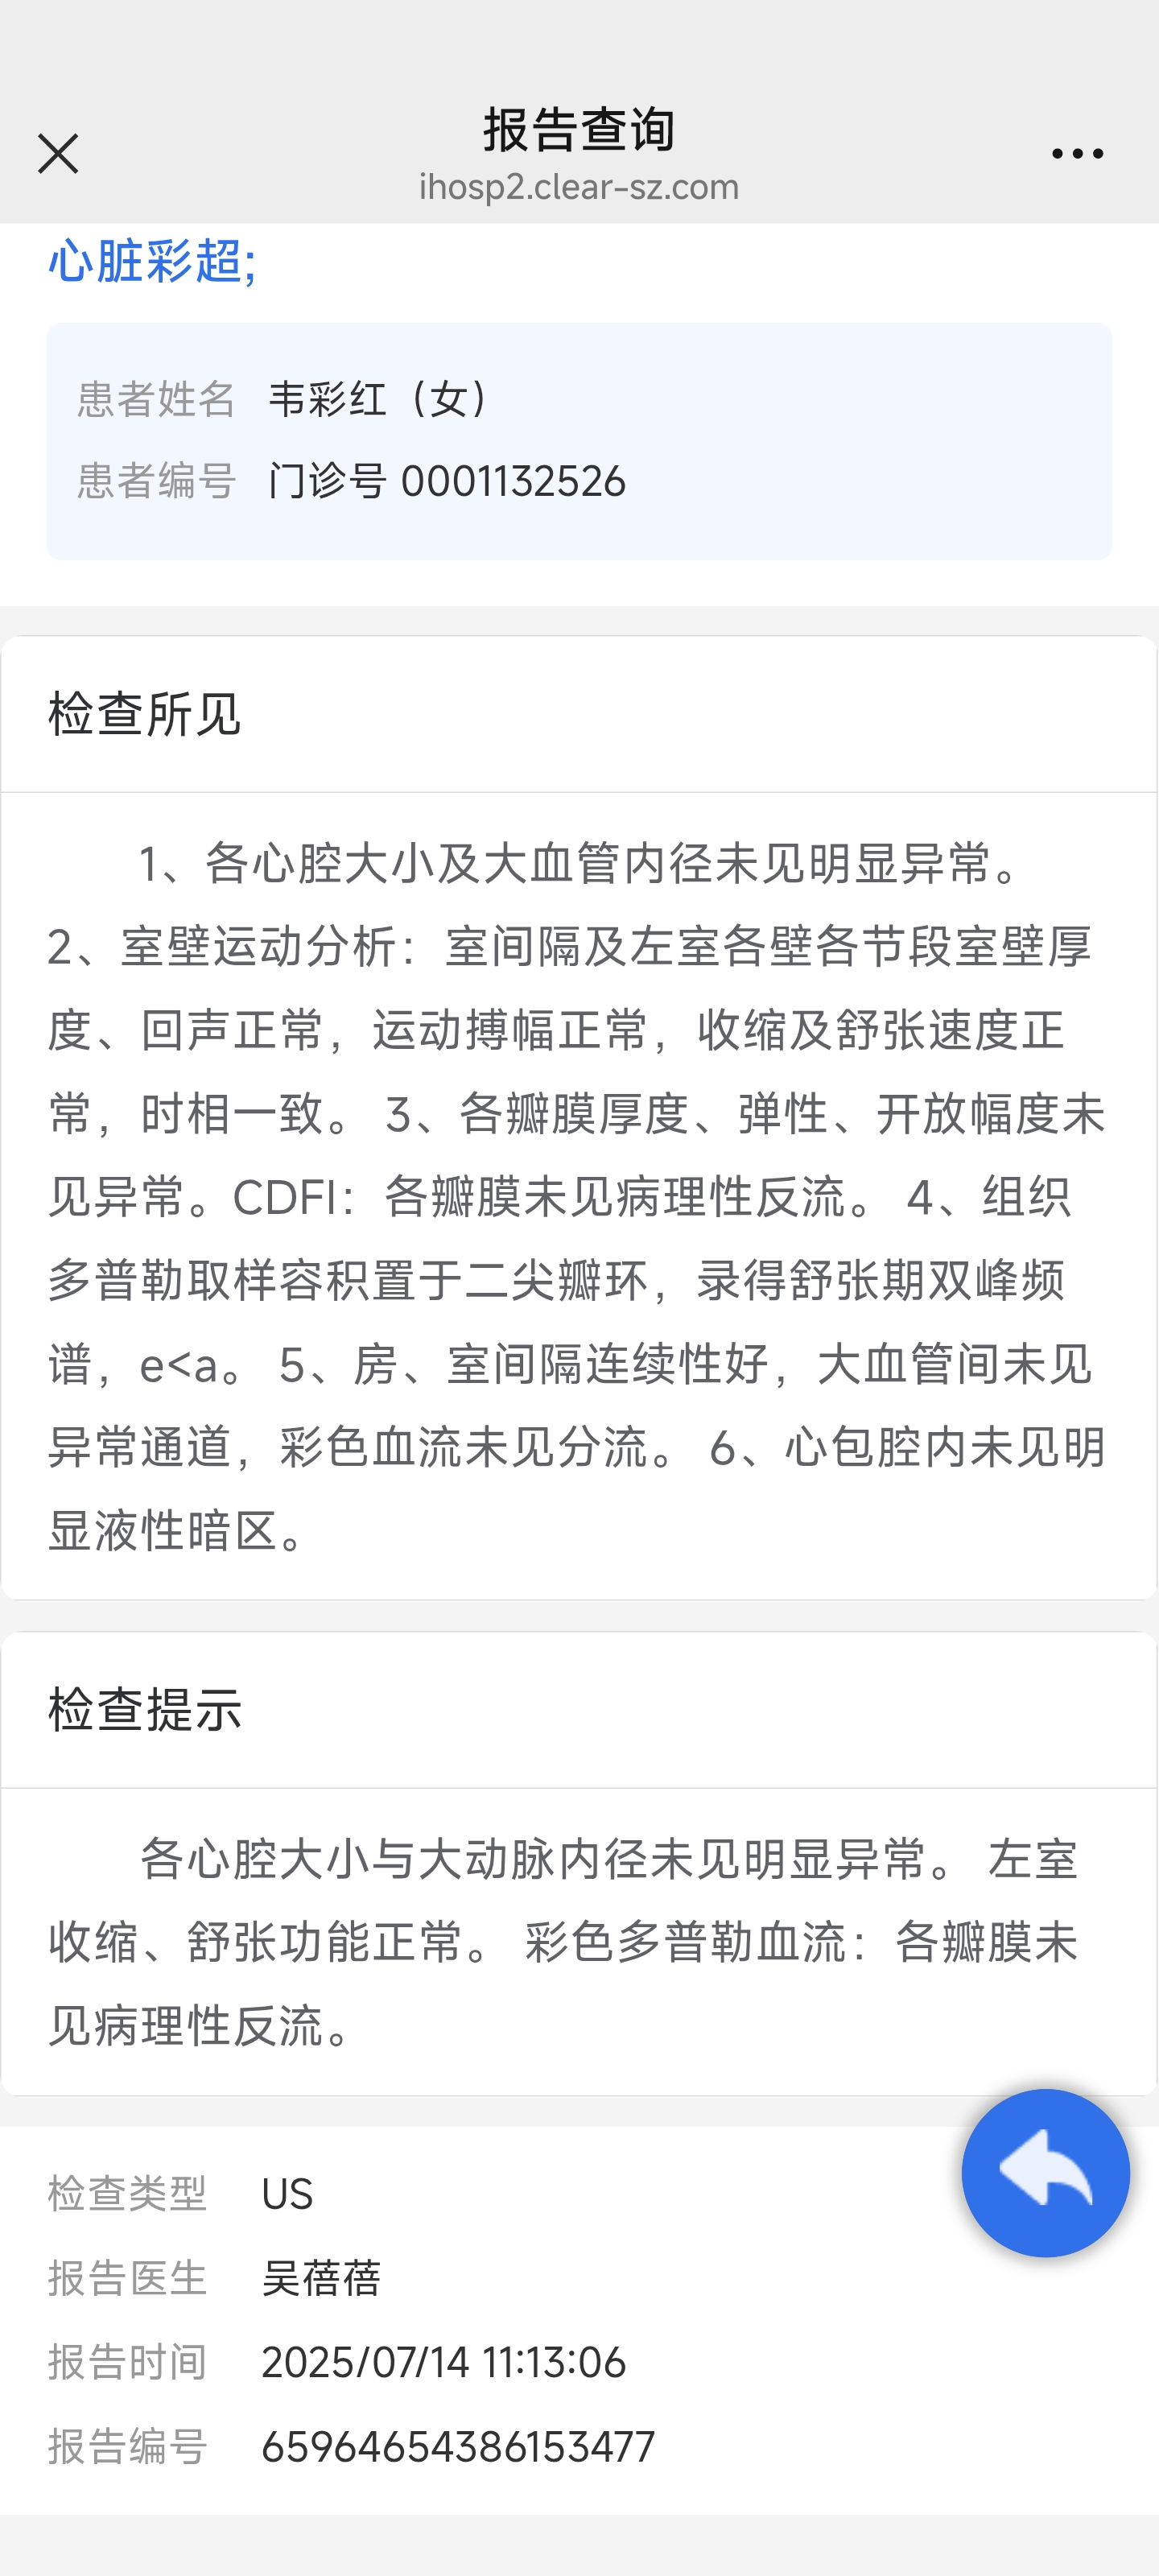 报告查询
ihosp2.clear-sz.com
心脏彩超;
患者姓名 韦彩红（女）
患者编号 门诊号 0001132526
检查所见
1、各心腔大小及大血管内径未见明显异常。
2、室壁运动分析：室间隔及左室各壁各节段室壁厚
度、回声正常，运动搏幅正常，收缩及舒张速度正
常，时相一致。 3、各瓣膜厚度、弹性、开放幅度未
见异常。CDFI：各瓣膜未见病理性反流。 4、组织
多普勒取样容积置于二尖瓣环，录得舒张期双峰频
谱，e<a。 5、房、室间隔连续性好，大血管间未见
异常通道，彩色血流未见分流。 6、心包腔内未见明
显液性暗区。
检查提示
各心腔大小与大动脉内径未见明显异常。 左室
收缩、舒张功能正常。 彩色多普勒血流：各瓣膜未
见病理性反流。
检查类型 US
报告医生 吴蓓蓓
报告时间 2025/07/14 11:13:06
报告编号 65964654386153477